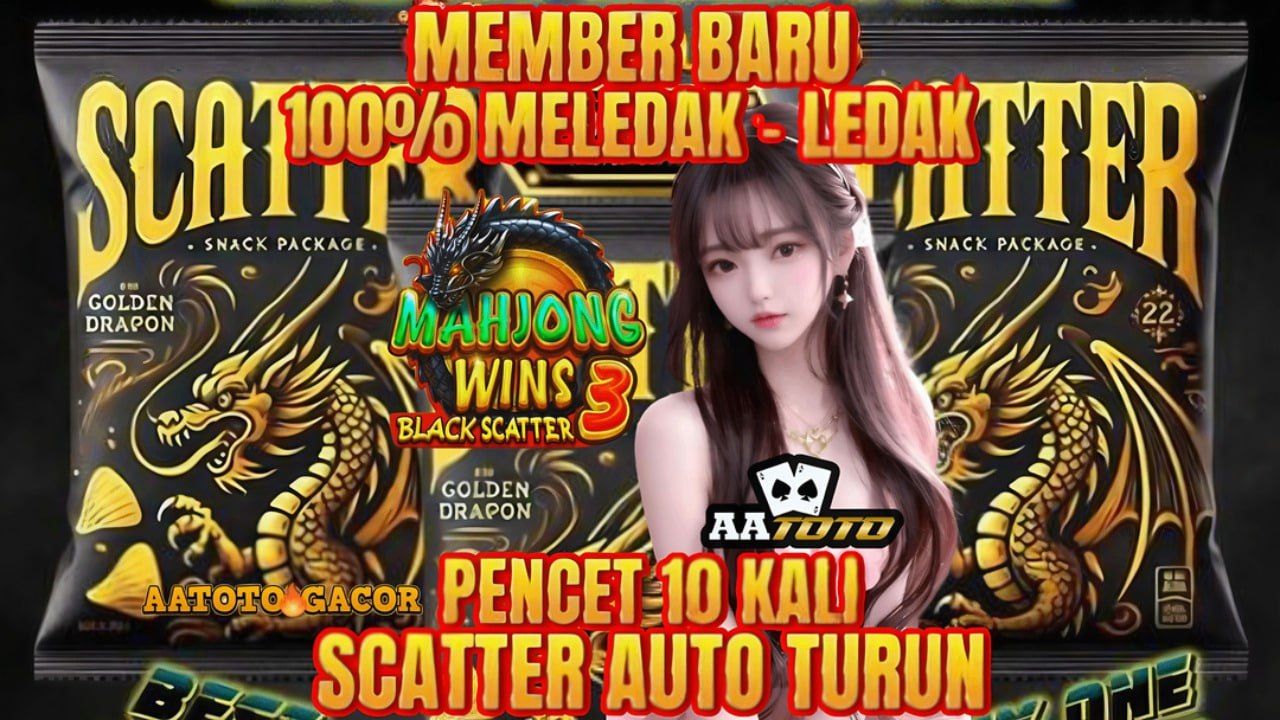 MEMBER BARU
100% MELEDAK - LEDAK
SCATTER
SCATTER
· SNACK PACKAGE ·
· SNACK PACKAGE ·
GOLDEN
DRAPON
22
MAHJONG
WINS 3
BLACK SCATTER
GOLDEN
DRAPON
AATOTO
AATOTO GACOR
PENCET 10 KALI
SCATTER AUTO TURUN